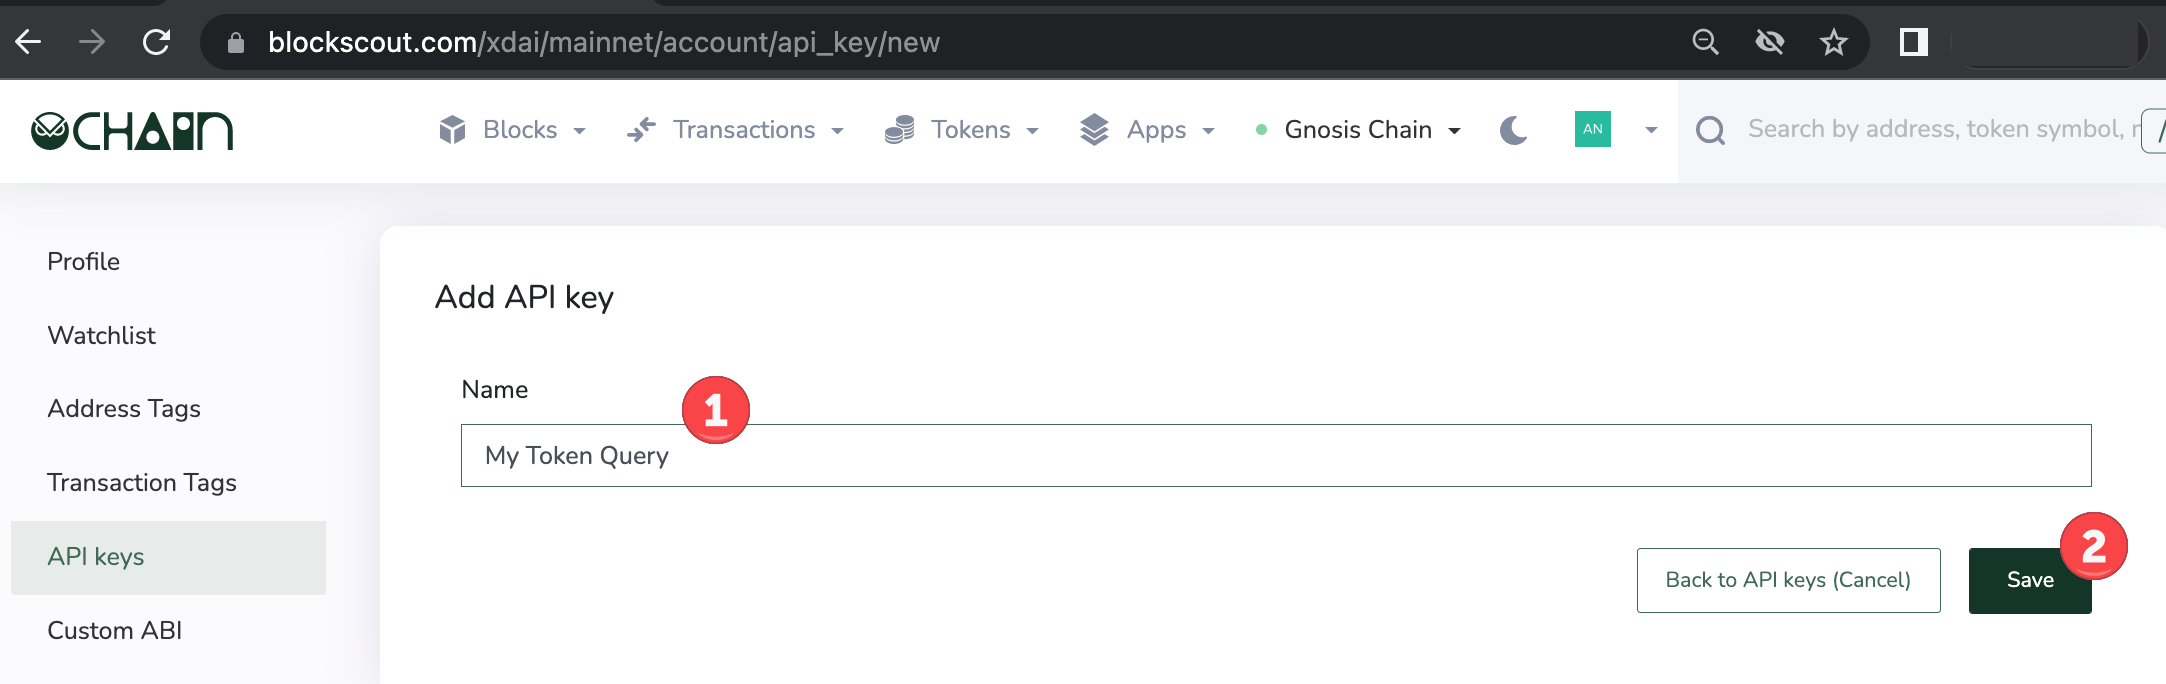 blockscout.com/xdai/mainnet/account/api_key/new
CHAIN
Blocks
Transactions
Tokens
Apps
Gnosis Chain
AN
Search by address, token symbol,
/
Profile
Watchlist
Address Tags
Transaction Tags
API keys
Custom ABI
Add API key
Name
1
My Token Query
Back to API keys (Cancel)
Save
2